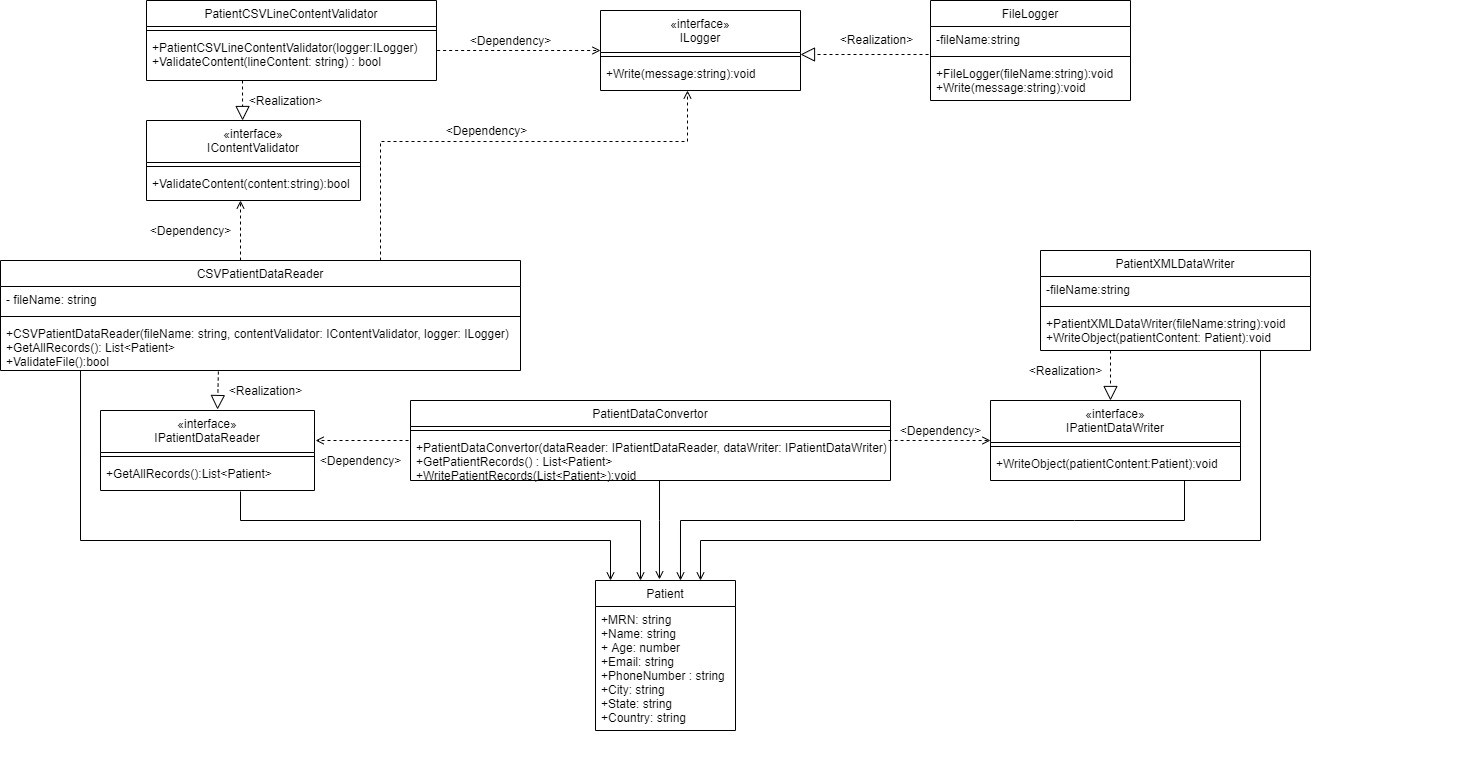 PatientCSVLineContentValidator
+PatientCSVLineContentValidator(logger:ILogger)
+ValidateContent(lineContent: string) : bool
<Dependency>
«interface»
ILogger
+Write(message:string):void
<Realization>
FileLogger
-fileName:string
+FileLogger(fileName:string):void
+Write(message:string):void
<Realization>
«interface»
IContentValidator
+ValidateContent(content:string):bool
<Dependency>
<Dependency>
CSVPatientDataReader
- fileName: string
+CSVPatientDataReader(fileName: string, contentValidator: IContentValidator, logger: ILogger)
+GetAllRecords(): List<Patient>
+ValidateFile():bool
PatientXMLDataWriter
-fileName:string
+PatientXMLDataWriter(fileName:string):void
+WriteObject(patientContent: Patient):void
<Realization>
<Realization>
«interface»
IPatientDataReader
+GetAllRecords():List<Patient>
<Dependency>
PatientDataConvertor
+PatientDataConvertor(dataReader: IPatientDataReader, dataWriter: IPatientDataWriter)
+GetPatientRecords() : List<Patient>
+WritePatientRecords(List<Patient>):void
<Dependency>
«interface»
IPatientDataWriter
+WriteObject(patientContent:Patient):void
Patient
+MRN: string
+Name: string
+ Age: number
+Email: string
+PhoneNumber : string
+City: string
+State: string
+Country: string